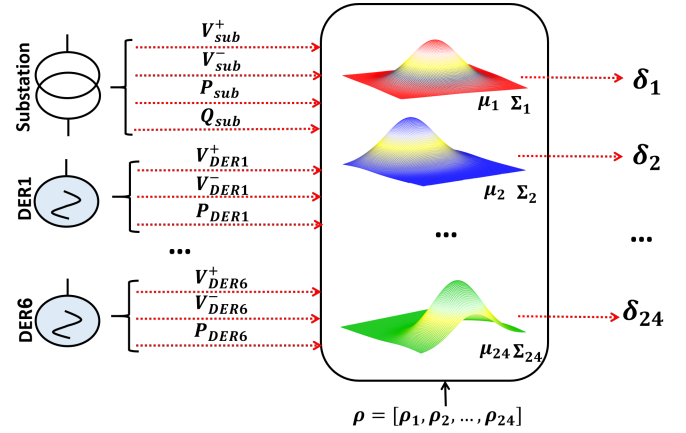 Substation
V⁺sub
V⁻sub
Psub
Qsub
DER1
V⁺DER1
V⁻DER1
PDER1
...
DER6
V⁺DER6
V⁻DER6
PDER6
μ₁ Σ₁
μ₂ Σ₂
...
μ₂₄ Σ₂₄
δ₁
δ₂
...
δ₂₄
ρ = [ρ₁, ρ₂, ..., ρ₂₄]